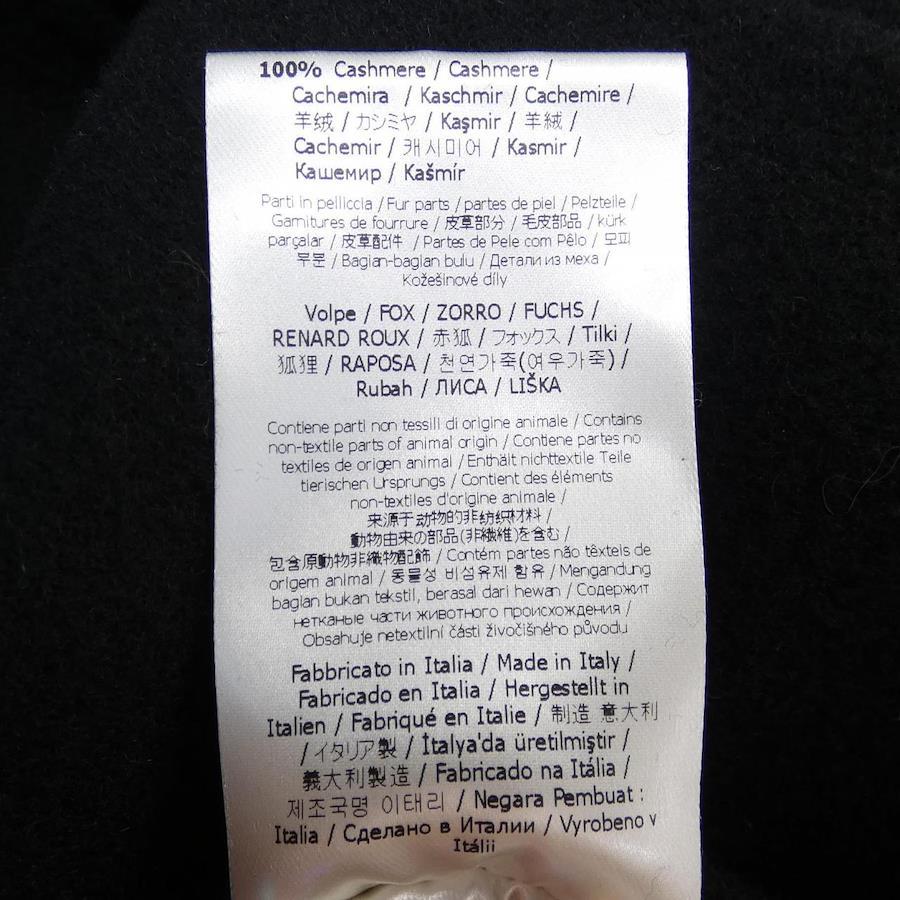 100% Cashmere / Cashmere /
Cachemira / Kaschmir / Cachemire /
羊绒 / カシミヤ / Kaşmir / 羊絨 /
Cachemir / 캐시미어 / Kasmir /
Кашемир / Kašmír
Parti in pelliccia / Fur parts / partes de piel / Pelzteile /
Garnitures de fourrure / 皮草部分 / 毛皮部品 / kürk
parçalar / 皮草配件 / Partes de Pele com Pêlo / 모피
부문 / Bagian-bagian bulu / Детали из меха /
Kožešinové díly
Volpe / FOX / ZORRO / FUCHS /
RENARD ROUX / 赤狐 / フォックス / Tilki /
狐狸 / RAPOSA / 천연가죽(여우가죽) /
Rubah / ЛИСА / LIŠKA
Contiene parti non tessili di origine animale / Contains
non-textile parts of animal origin / Contiene partes no
textiles de origen animal / Enthält nichttextile Teile
tierischen Ursprungs / Contient des éléments
non-textiles d'origine animale /
来源于动物的非纺织材料 /
動物由来の部品(非繊維)を含む /
包含原動物非織物配飾 / Contém partes não têxteis de
origem animal / 동물성 비섬유제 함유 / Mengandung
bagian bukan tekstil, berasal dari hewan / Содержит
нетканые части животного происхождения /
Obsahuje netextilní části živočišného původu
Fabbricato in Italia / Made in Italy /
Fabricado en Italia / Hergestellt in
Italien / Fabriqué en Italie / 制造 意大利
/ イタリア製 / İtalya'da üretilmiştir /
義大利製造 / Fabricado na Itália /
제조국명 이태리 / Negara Pembuat :
Italia / Сделано в Италии / Vyrobeno v
Itálii